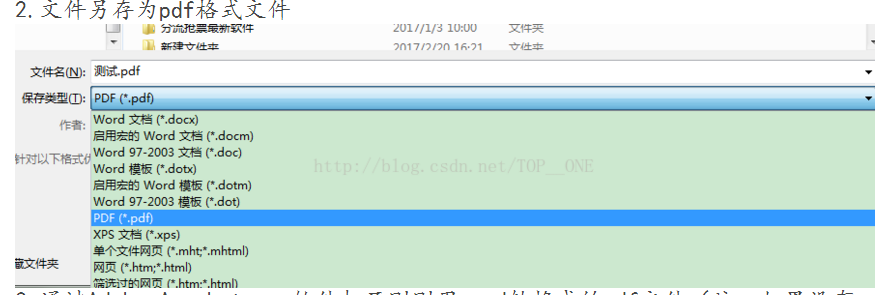 2.文件另存为pdf格式文件
分流抢票最新软件 2017/1/3 10:00 文件夹
新建文件夹 2017/2/20 16:21 文件夹
文件名(N): 测试.pdf
保存类型(T): PDF (*.pdf)
Word 文档 (*.docx)
作者: 启用宏的 Word 文档 (*.docm)
Word 97-2003 文档 (*.doc)
针对以下格式优 Word 模板 (*.dotx)
http://blog.csdn.net/TOP__ONE
启用宏的 Word 模板 (*.dotm)
Word 97-2003 模板 (*.dot)
PDF (*.pdf)
XPS 文档 (*.xps)
单个文件网页 (*.mht;*.mhtml)
藏文件夹 网页 (*.htm;*.html)
筛选过的网页 (*.htm;*.html)